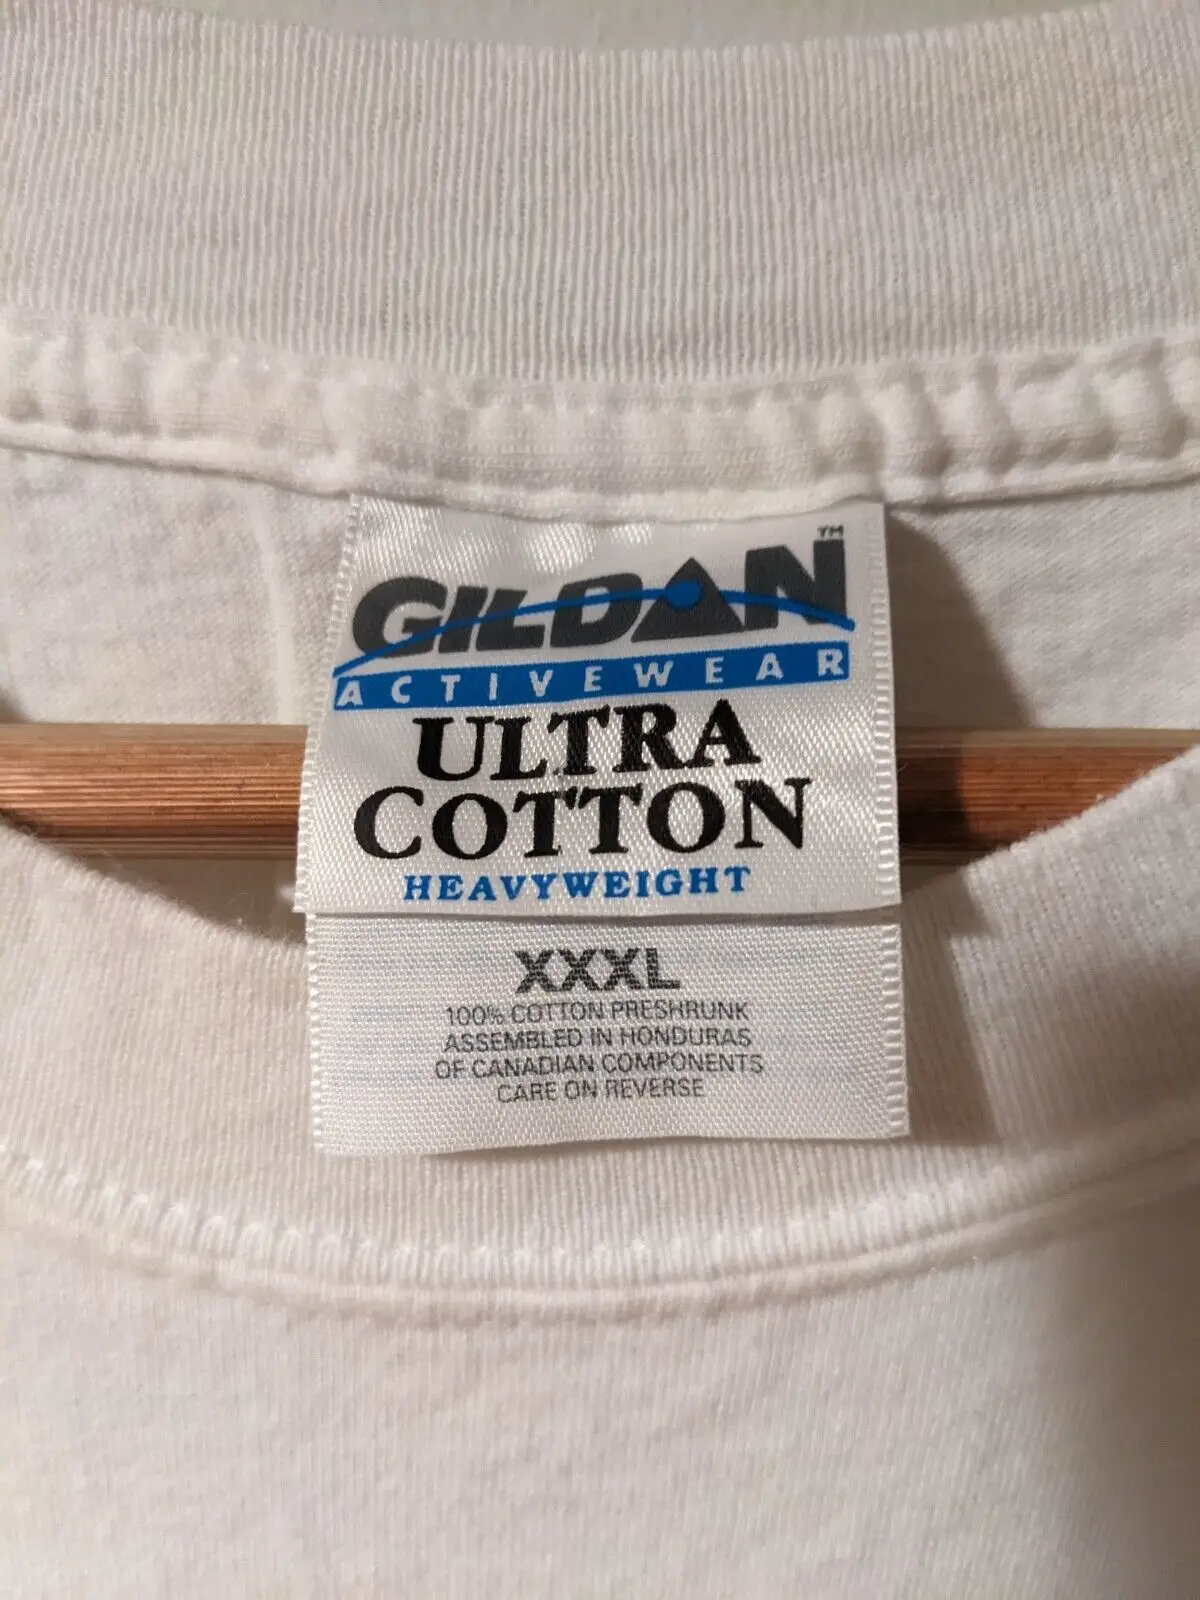 GILDAN™
ACTIVEWEAR
ULTRA
COTTON
HEAVYWEIGHT
XXXL
100% COTTON PRESHRUNK
ASSEMBLED IN HONDURAS
OF CANADIAN COMPONENTS
CARE ON REVERSE